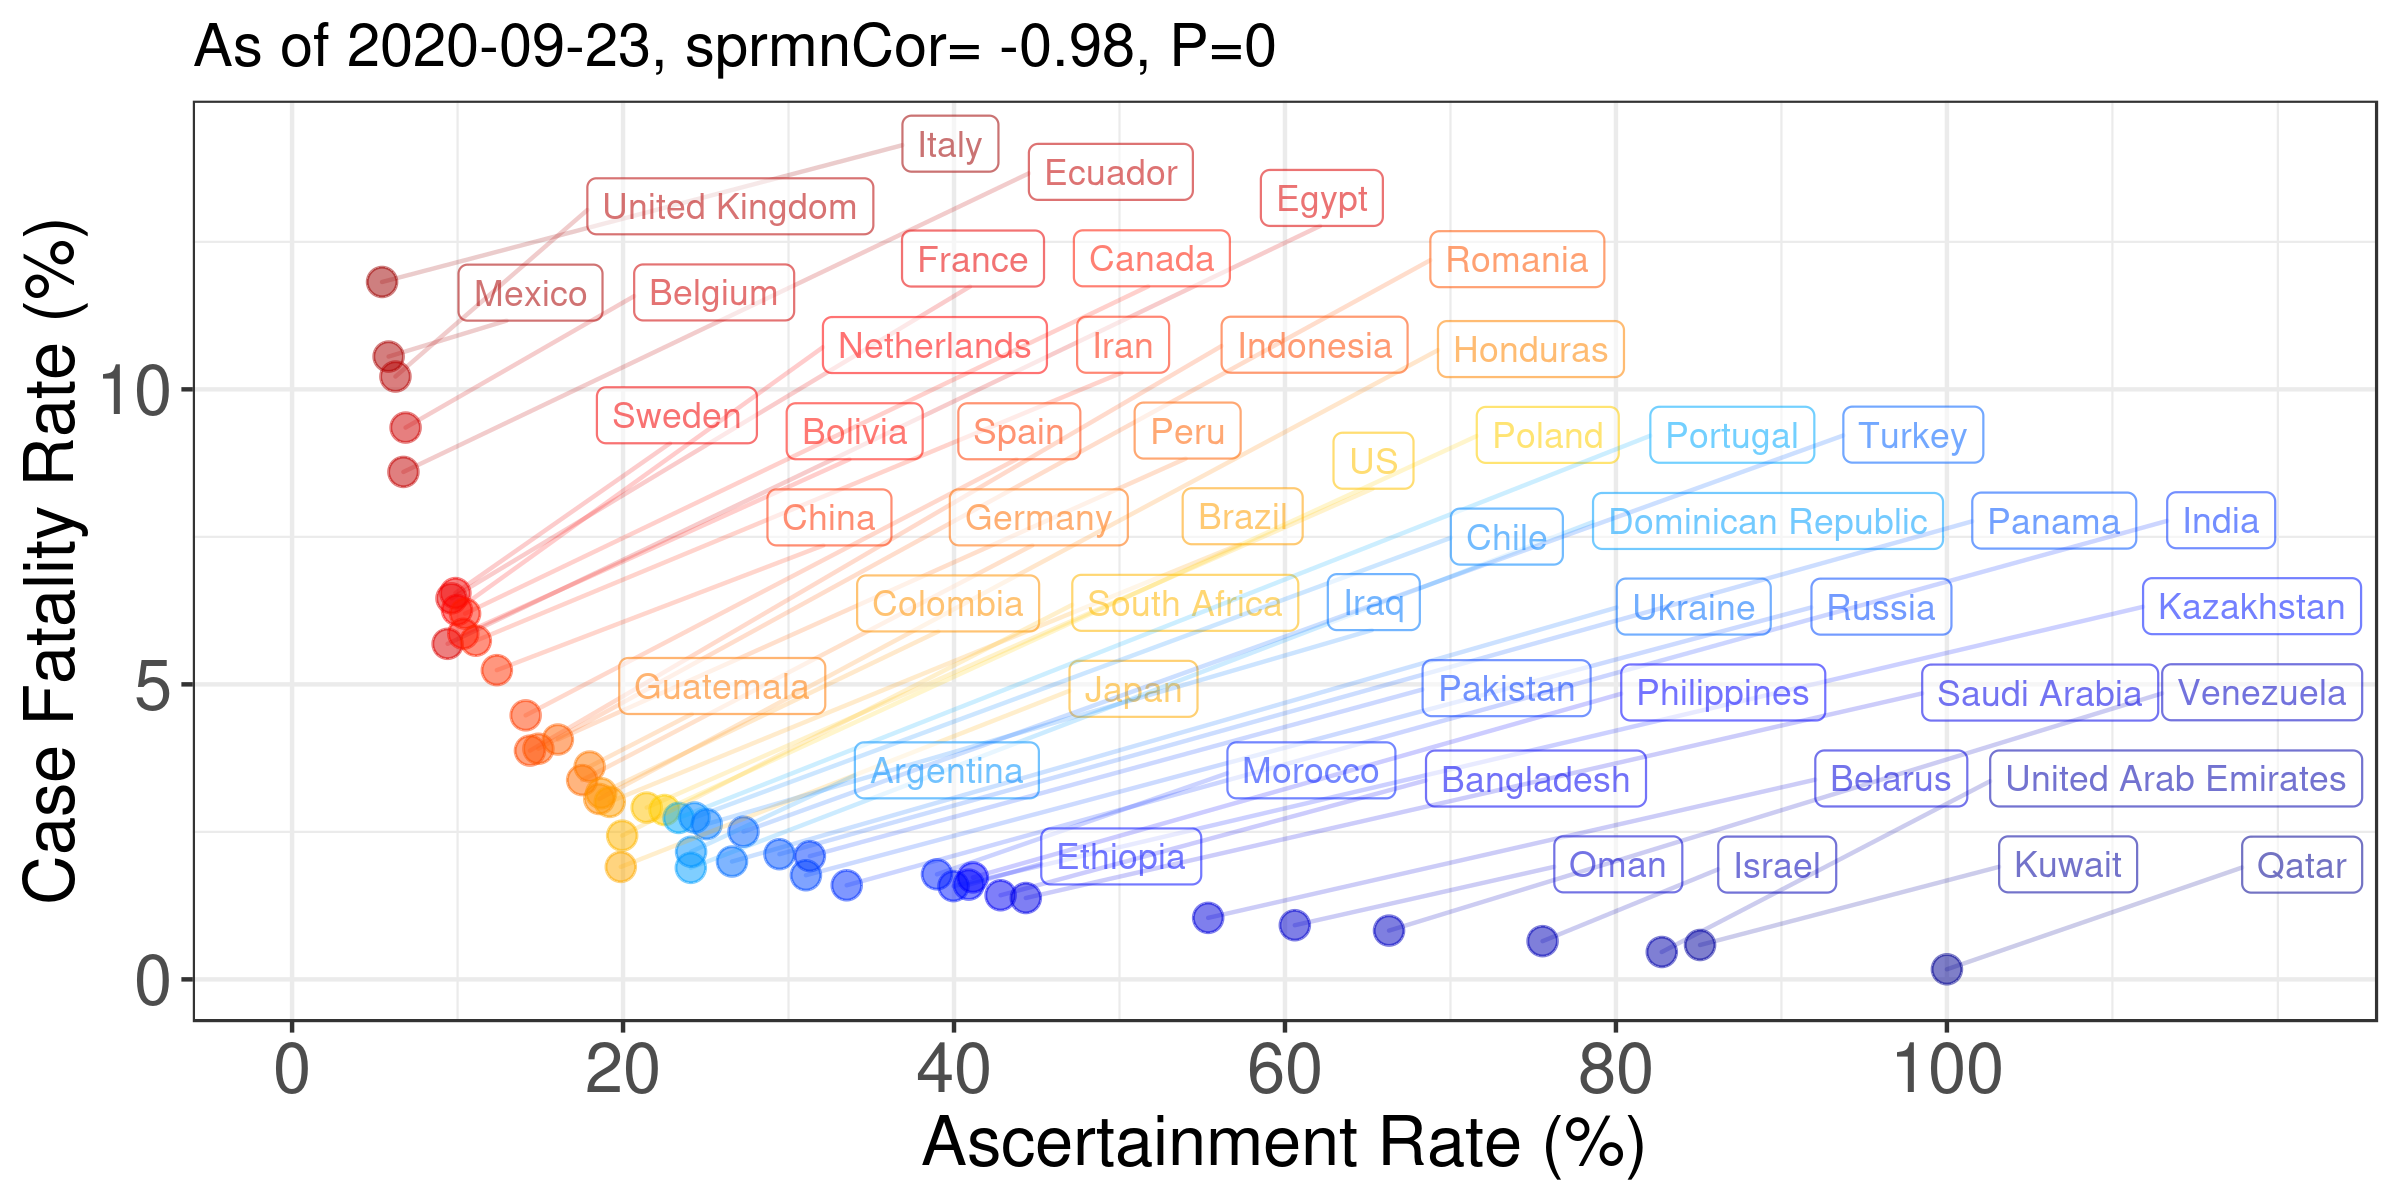 As of 2020-09-23, sprmnCor= -0.98, P=0
Italy
Ecuador
Egypt
United Kingdom
France
Canada
Romania
Mexico
Belgium
Netherlands
Iran
Indonesia
Honduras
Sweden
Bolivia
Spain
Peru
US
Poland
Portugal
Turkey
China
Germany
Brazil
Chile
Dominican Republic
Panama
India
Colombia
South Africa
Iraq
Ukraine
Russia
Kazakhstan
Guatemala
Japan
Pakistan
Philippines
Saudi Arabia
Venezuela
Argentina
Morocco
Bangladesh
Belarus
United Arab Emirates
Ethiopia
Oman
Israel
Kuwait
Qatar
10
5
0
Case Fatality Rate (%)
0 20 40 60 80 100
Ascertainment Rate (%)